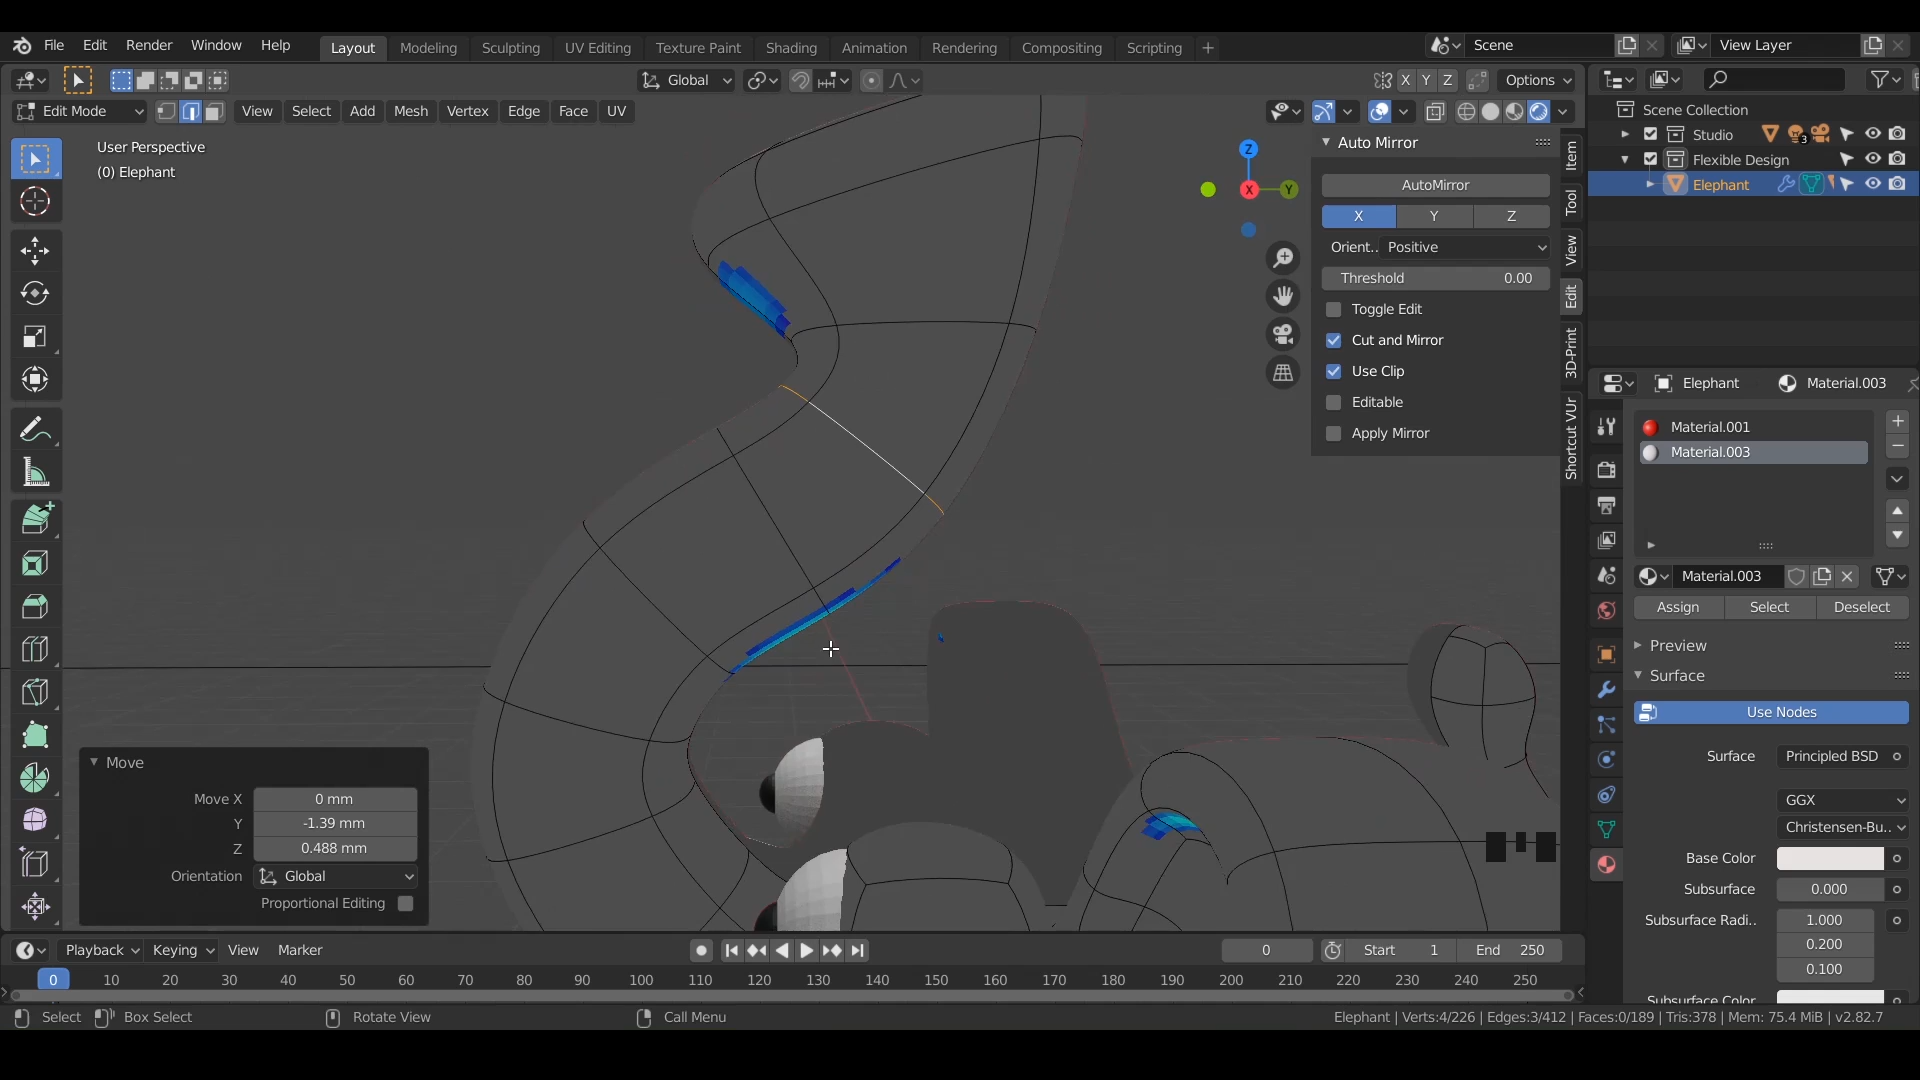 File Edit Render Window Help Layout Modeling Sculpting UV Editing Texture Paint Shading Animation Rendering Compositing Scripting + Scene View Layer
Global X Y Z Options
Edit Mode View Select Add Mesh Vertex Edge Face UV
User Perspective
(0) Elephant
Z
X
Y
Auto Mirror
AutoMirror
X Y Z
Orient.. Positive
Threshold 0.00
Toggle Edit
Cut and Mirror
Use Clip
Editable
Apply Mirror
Item
Tool
View
Edit
3D-Print
Shortcut VUr
Scene Collection
Studio 3
Flexible Design
Elephant
Elephant Material.003
Material.001
Material.003
Material.003
Assign Select Deselect
Preview
Surface
Use Nodes
Surface Principled BSD
GGX
Christensen-Bu..
Base Color
Subsurface 0.000
Subsurface Radi.. 1.000
0.200
0.100
Subsurface Color
Move
Move X 0 mm
Y -1.39 mm
Z 0.488 mm
Orientation Global
Proportional Editing
Playback Keying View Marker 0 Start 1 End 250
0 10 20 30 40 50 60 70 80 90 100 110 120 130 140 150 160 170 180 190 200 210 220 230 240 250
Select Box Select Rotate View Call Menu Elephant | Verts:4/226 | Edges:3/412 | Faces:0/189 | Tris:378 | Mem: 75.4 MiB | v2.82.7